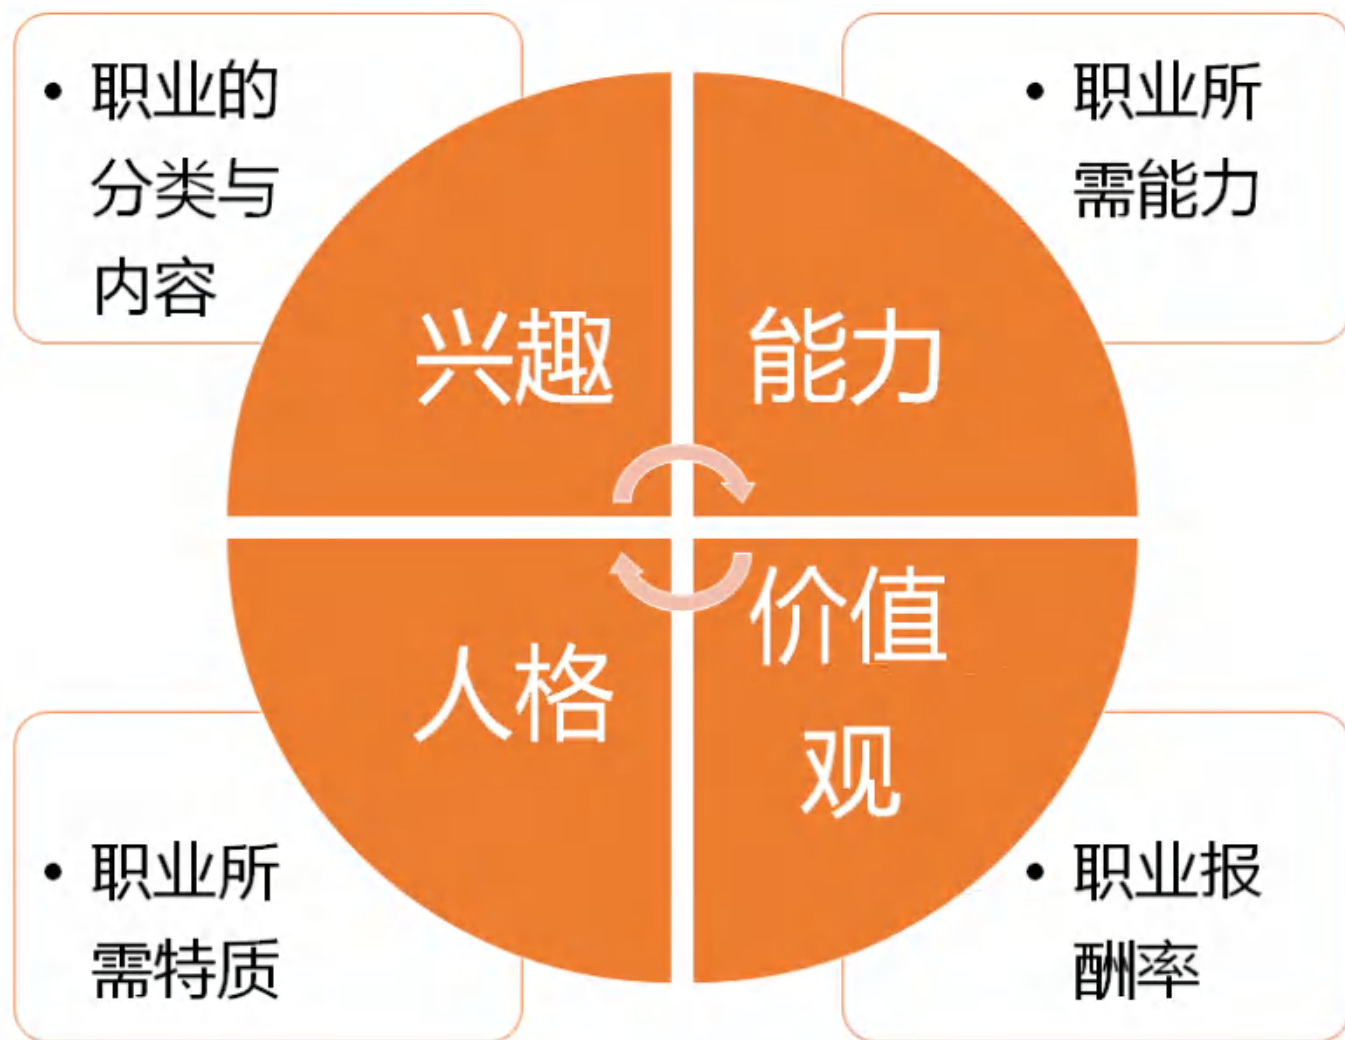 • 职业的
分类与
内容
• 职业所
需能力
兴趣
能力
人格
价值
观
• 职业所
需特质
• 职业报
酬率